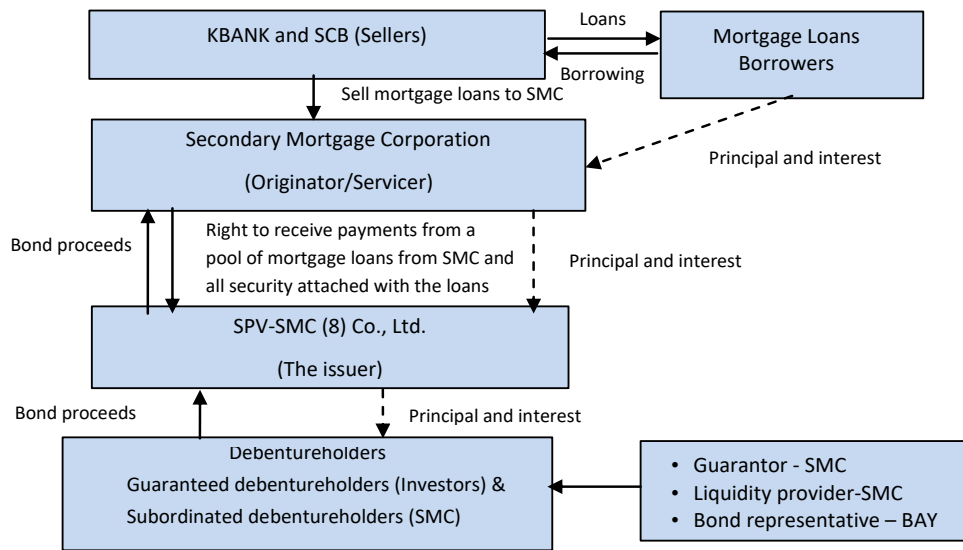 KBANK and SCB (Sellers)
Loans
Borrowing
Mortgage Loans
Borrowers
Sell mortgage loans to SMC
Secondary Mortgage Corporation
(Originator/Servicer)
Principal and interest
Bond proceeds
Right to receive payments from a
pool of mortgage loans from SMC and
all security attached with the loans
Principal and interest
SPV-SMC (8) Co., Ltd.
(The issuer)
Bond proceeds
Principal and interest
Debentureholders
Guaranteed debentureholders (Investors) &
Subordinated debentureholders (SMC)
• Guarantor - SMC
• Liquidity provider-SMC
• Bond representative – BAY